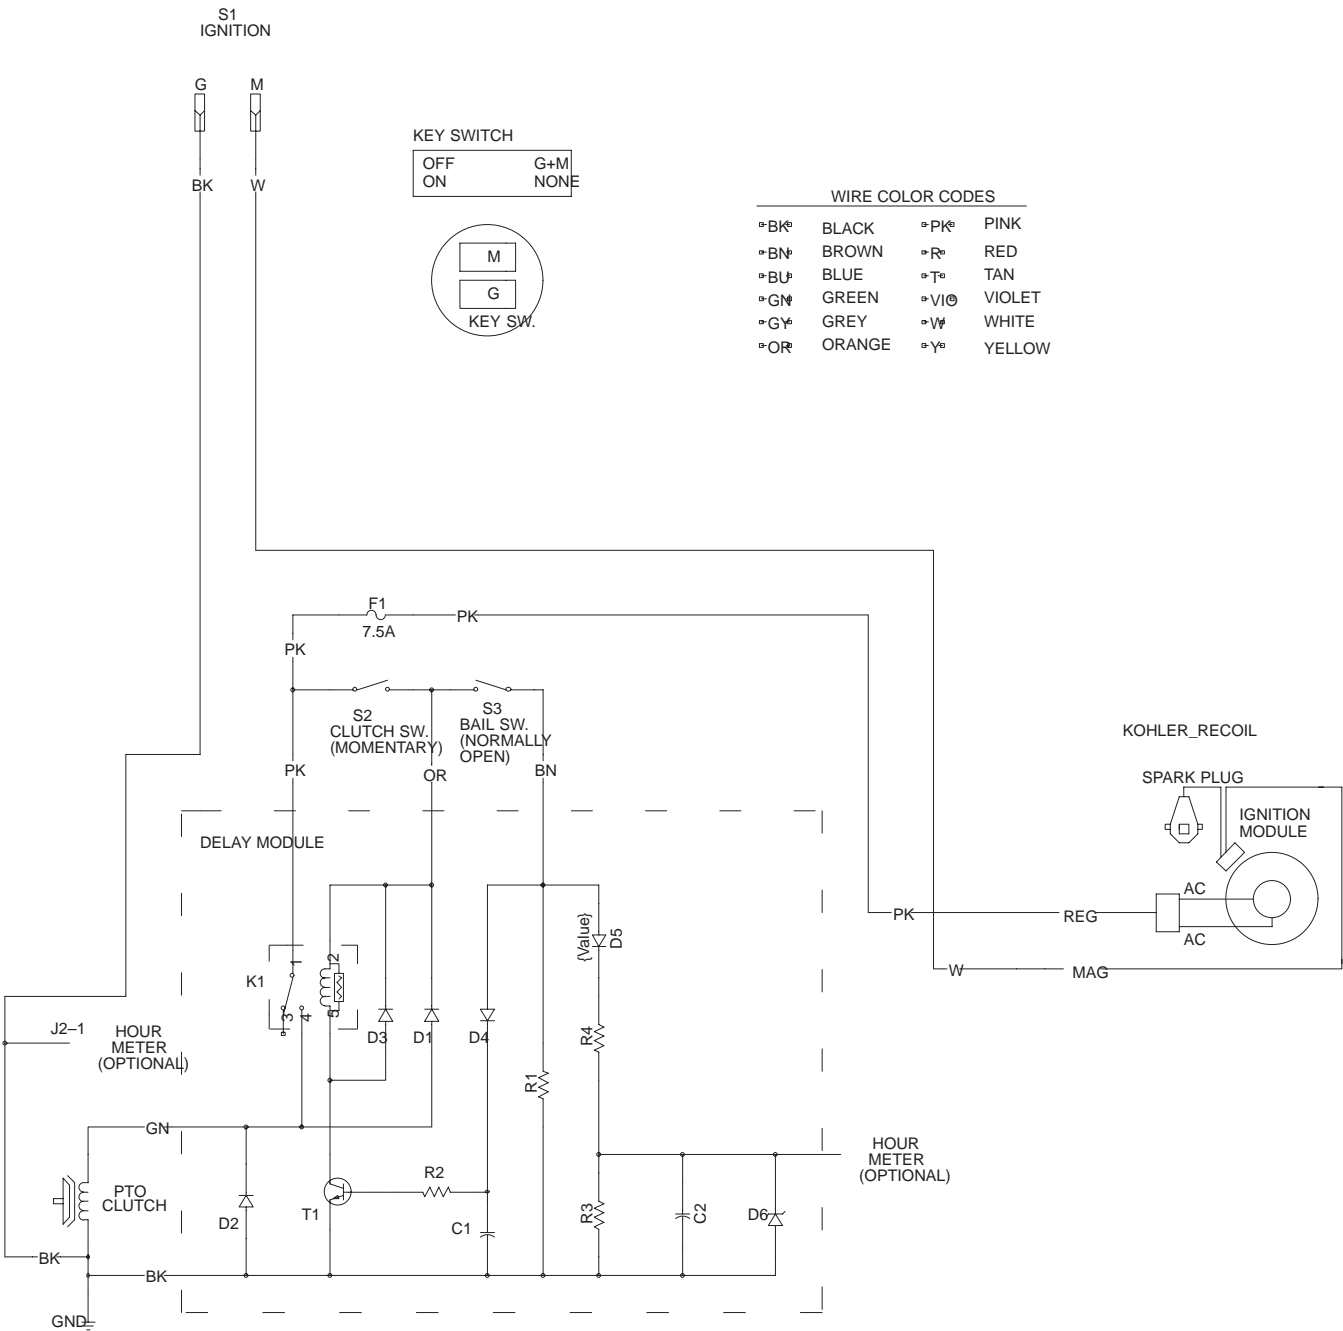 S1
IGNITION
G
M
BK
W
KEY SWITCH
OFF G+M
ON NONE
M
G
KEY SW.
WIRE COLOR CODES
BK BLACK PK PINK
BN BROWN R RED
BU BLUE T TAN
GN GREEN VIO VIOLET
GY GREY W WHITE
OR ORANGE Y YELLOW
F1
7.5A
PK
PK
S2
CLUTCH SW.
(MOMENTARY)
S3
BAIL SW.
(NORMALLY
OPEN)
PK
OR
BN
DELAY MODULE
KOHLER_RECOIL
SPARK PLUG
IGNITION
MODULE
AC
AC
PK
REG
W
MAG
K1
1
2
3
4
5
D3
D1
D4
{Value}
D5
R4
R1
J2–1
HOUR
METER
(OPTIONAL)
GN
HOUR
METER
(OPTIONAL)
PTO
CLUTCH
D2
T1
R2
C1
R3
C2
D6
BK
BK
GND